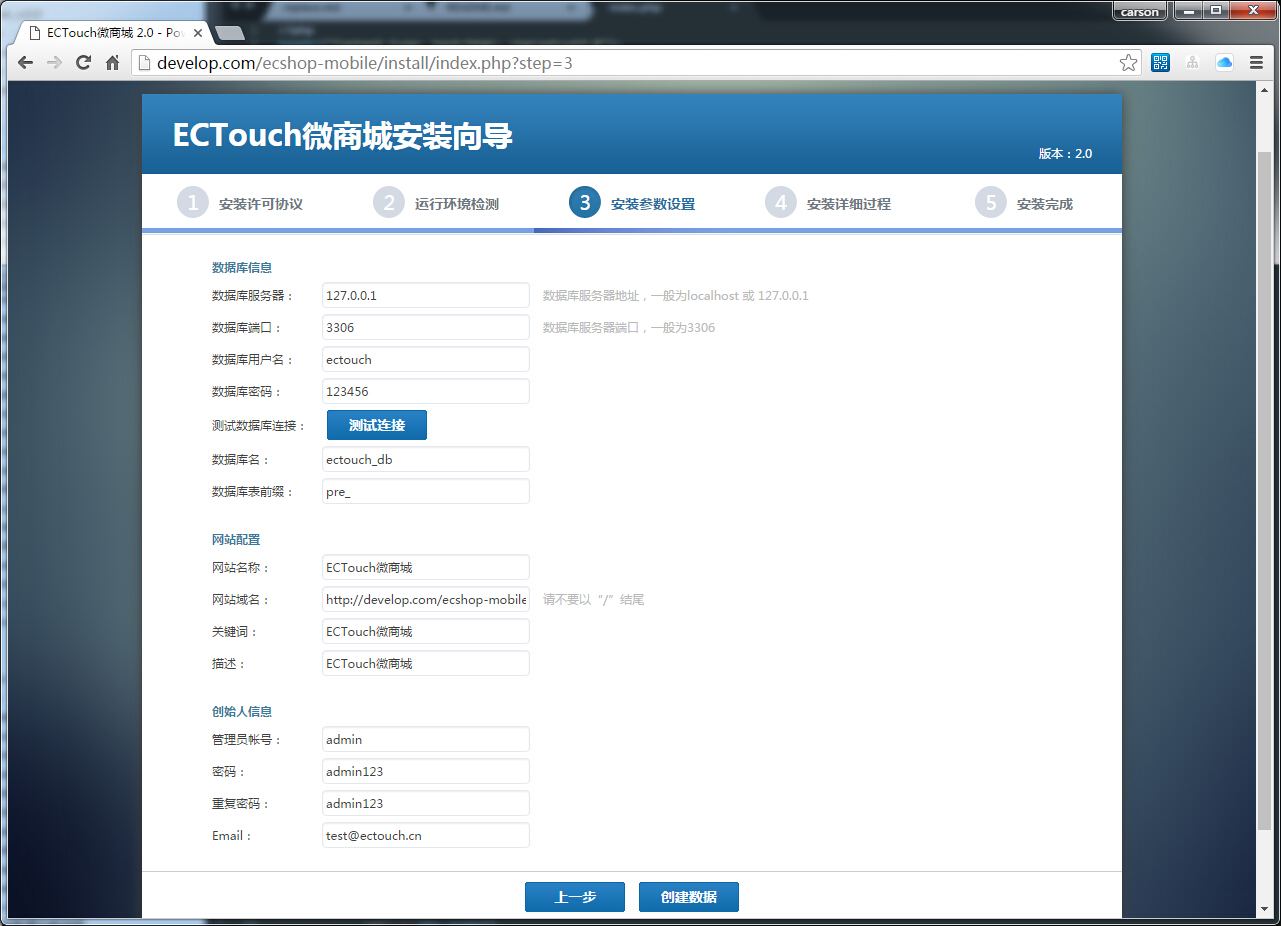 carson
ECTouch微商城 2.0 - Pow
develop.com/ecshop-mobile/install/index.php?step=3
ECTouch微商城安装向导
版本：2.0
1 安装许可协议 2 运行环境检测 3 安装参数设置 4 安装详细过程 5 安装完成
数据库信息
数据库服务器： 127.0.0.1 数据库服务器地址，一般为localhost 或 127.0.0.1
数据库端口： 3306 数据库服务器端口，一般为3306
数据库用户名： ectouch
数据库密码： 123456
测试数据库连接： 测试连接
数据库名： ectouch_db
数据库表前缀： pre_
网站配置
网站名称： ECTouch微商城
网站域名： http://develop.com/ecshop-mobile 请不要以“/”结尾
关键词： ECTouch微商城
描述： ECTouch微商城
创始人信息
管理员帐号： admin
密码： admin123
重复密码： admin123
Email： test@ectouch.cn
上一步 创建数据